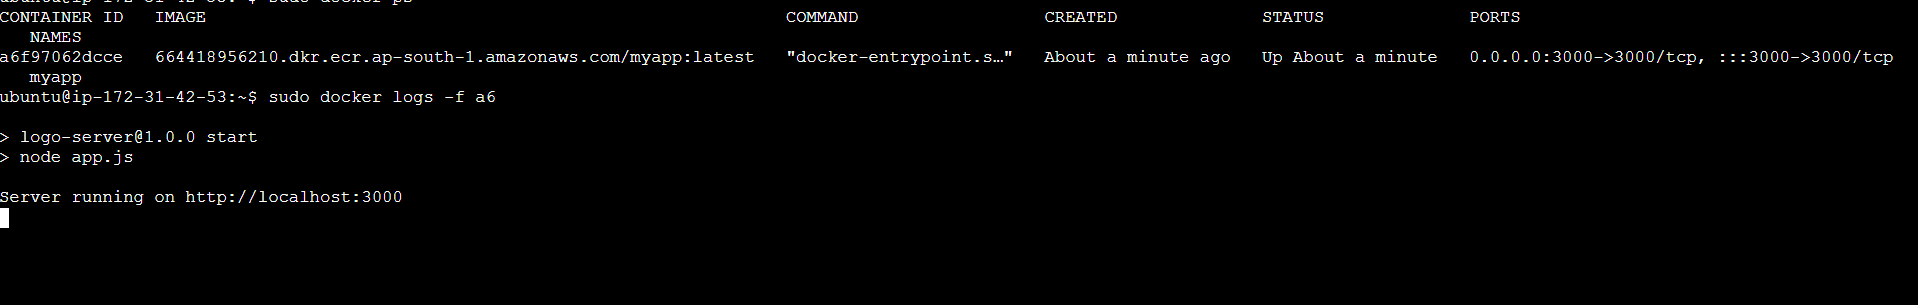 CONTAINER ID IMAGE COMMAND CREATED STATUS PORTS
NAMES
a6f97062dcce 664418956210.dkr.ecr.ap-south-1.amazonaws.com/myapp:latest "docker-entrypoint.s…" About a minute ago Up About a minute 0.0.0.0:3000->3000/tcp, :::3000->3000/tcp
myapp
ubuntu@ip-172-31-42-53:~$ sudo docker logs -f a6
> logo-server@1.0.0 start
> node app.js
Server running on http://localhost:3000